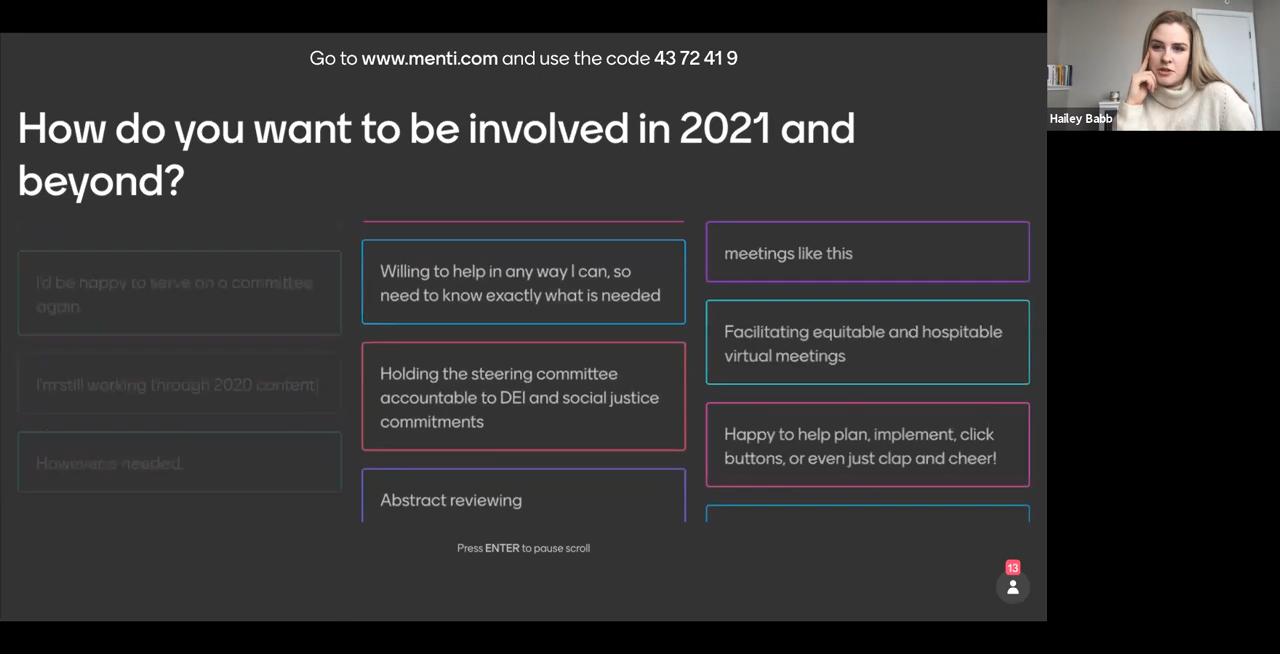 Go to www.menti.com and use the code 43 72 41 9
How do you want to be involved in 2021 and
beyond?
I'd be happy to serve on a committee
again.
I'm still working through 2020 content
However needed.
Willing to help in any way I can, so
need to know exactly what is needed
Holding the steering committee
accountable to DEI and social justice
commitments
Abstract reviewing
meetings like this
Facilitating equitable and hospitable
virtual meetings
Happy to help plan, implement, click
buttons, or even just clap and cheer!
Press ENTER to pause scroll
13
Hailey Babb